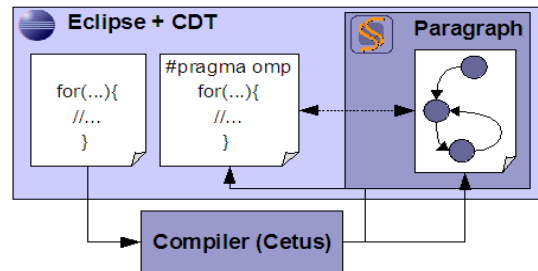 Eclipse + CDT
Paragraph
for(...){
//...
}
#pragma omp
for(...){
//...
}
Compiler (Cetus)